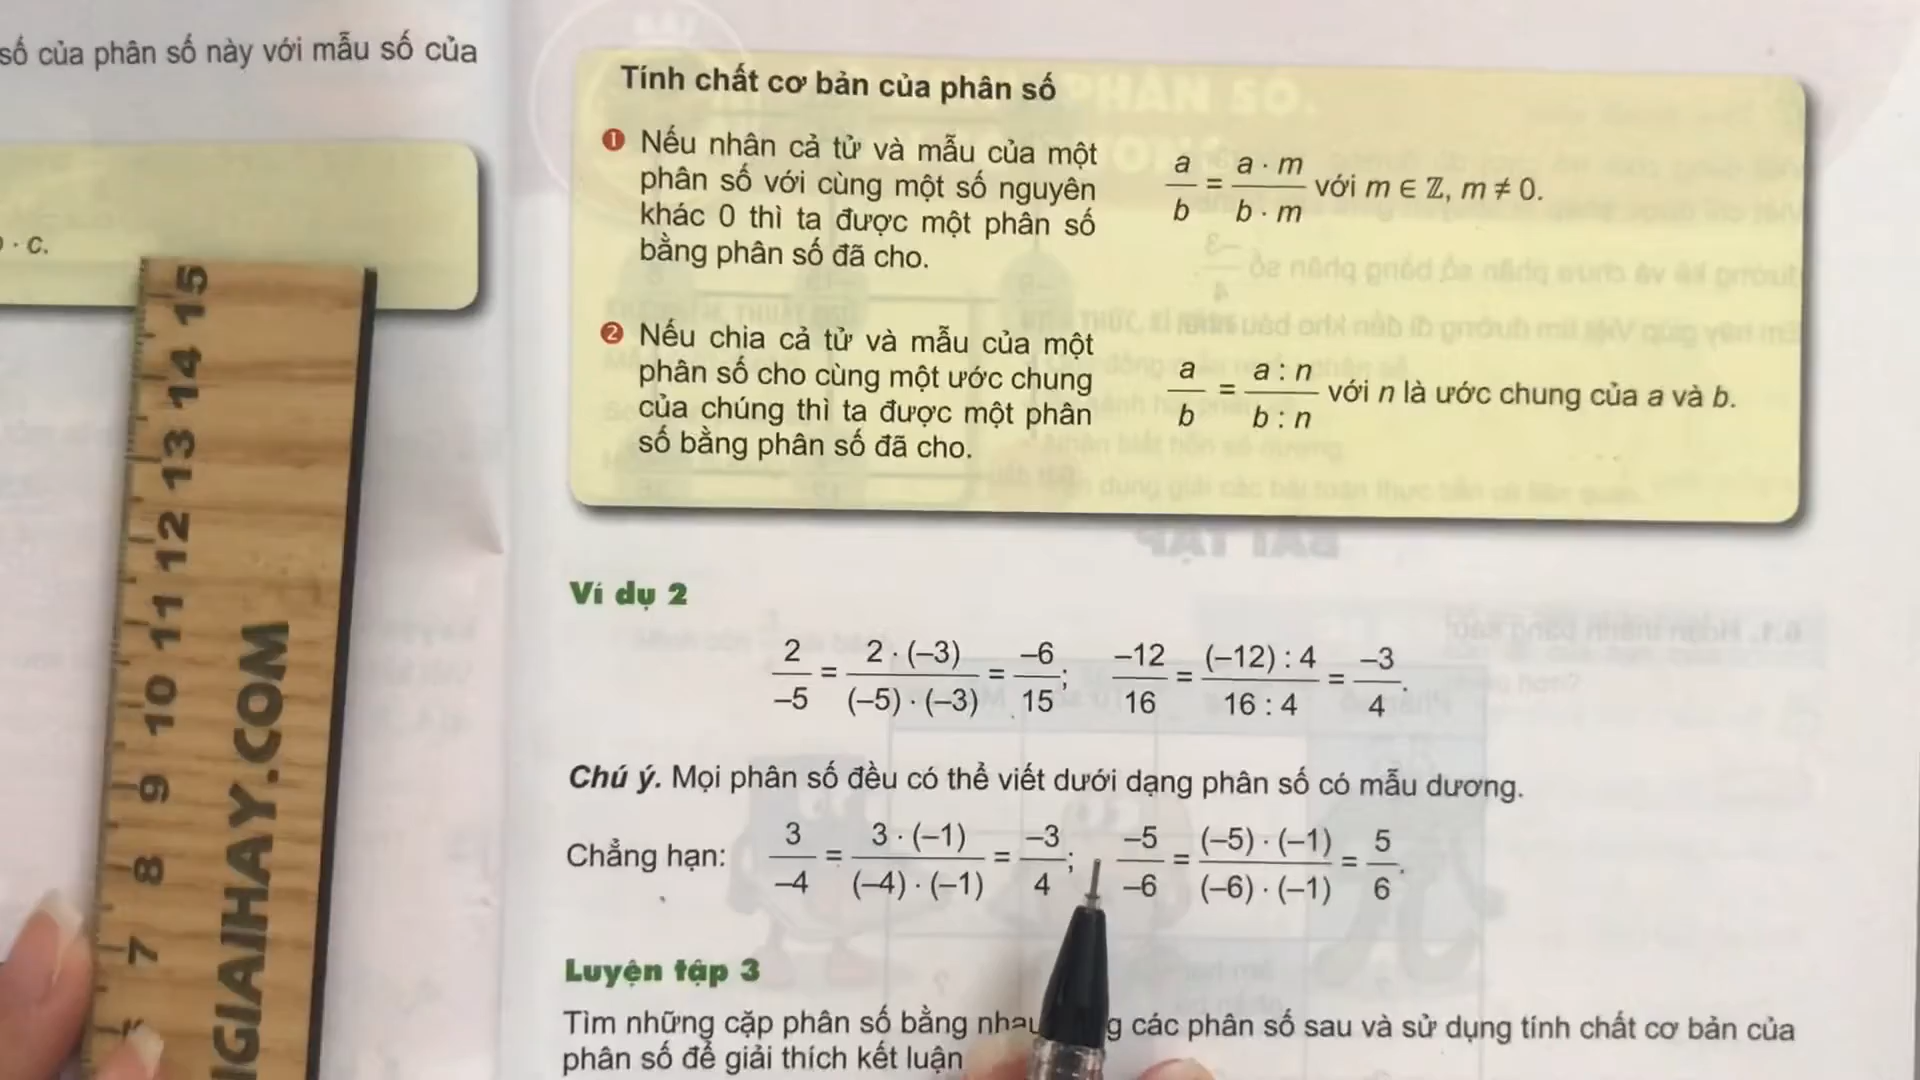 số của phân số này với mẫu số của
· c.
15
14
13
12
11
10
9
8
7
IGIAIHAY.COM
Tính chất cơ bản của phân số
❶ Nếu nhân cả tử và mẫu của một
phân số với cùng một số nguyên
khác 0 thì ta được một phân số
bằng phân số đã cho.
a/b = a · m/b · m với m ∈ ℤ, m ≠ 0.
❷ Nếu chia cả tử và mẫu của một
phân số cho cùng một ước chung
của chúng thì ta được một phân
số bằng phân số đã cho.
a/b = a : n/b : n với n là ước chung của a và b.
Ví dụ 2
2/–5 = 2 · (–3)/(–5) · (–3) = –6/15; –12/16 = (–12) : 4/16 : 4 = –3/4.
Chú ý. Mọi phân số đều có thể viết dưới dạng phân số có mẫu dương.
Chẳng hạn: 3/–4 = 3 · (–1)/(–4) · (–1) = –3/4; –5/–6 = (–5) · (–1)/(–6) · (–1) = 5/6.
Luyện tập 3
Tìm những cặp phân số bằng nhau các phân số sau và sử dụng tính chất cơ bản của
phân số để giải thích kết luận